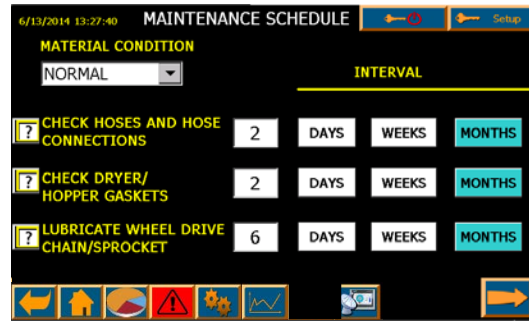 6/13/2014 13:27:40 MAINTENANCE SCHEDULE Setup
MATERIAL CONDITION
NORMAL
INTERVAL
? CHECK HOSES AND HOSE CONNECTIONS 2 DAYS WEEKS MONTHS
? CHECK DRYER/ HOPPER GASKETS 2 DAYS WEEKS MONTHS
? LUBRICATE WHEEL DRIVE CHAIN/SPROCKET 6 DAYS WEEKS MONTHS